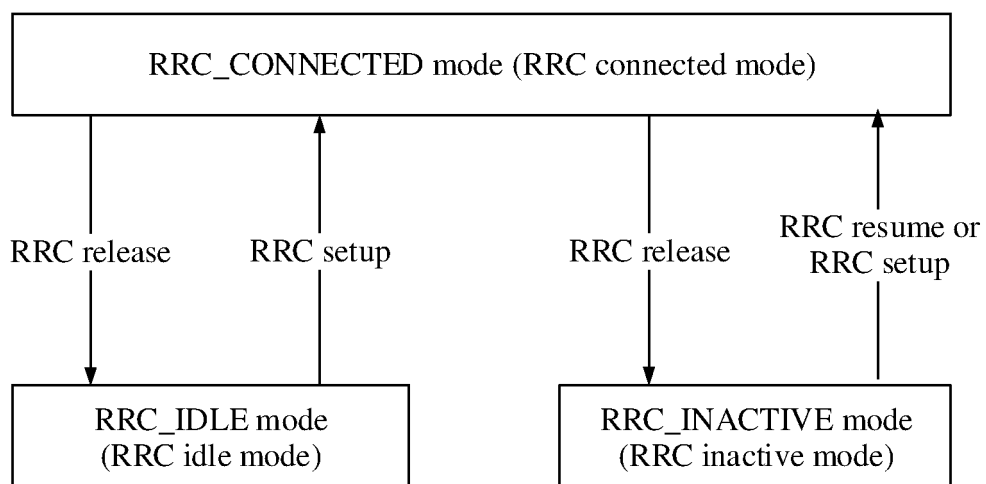 RRC_CONNECTED mode (RRC connected mode)
RRC release
RRC setup
RRC release
RRC resume or
RRC setup
RRC_IDLE mode
(RRC idle mode)
RRC_INACTIVE mode
(RRC inactive mode)